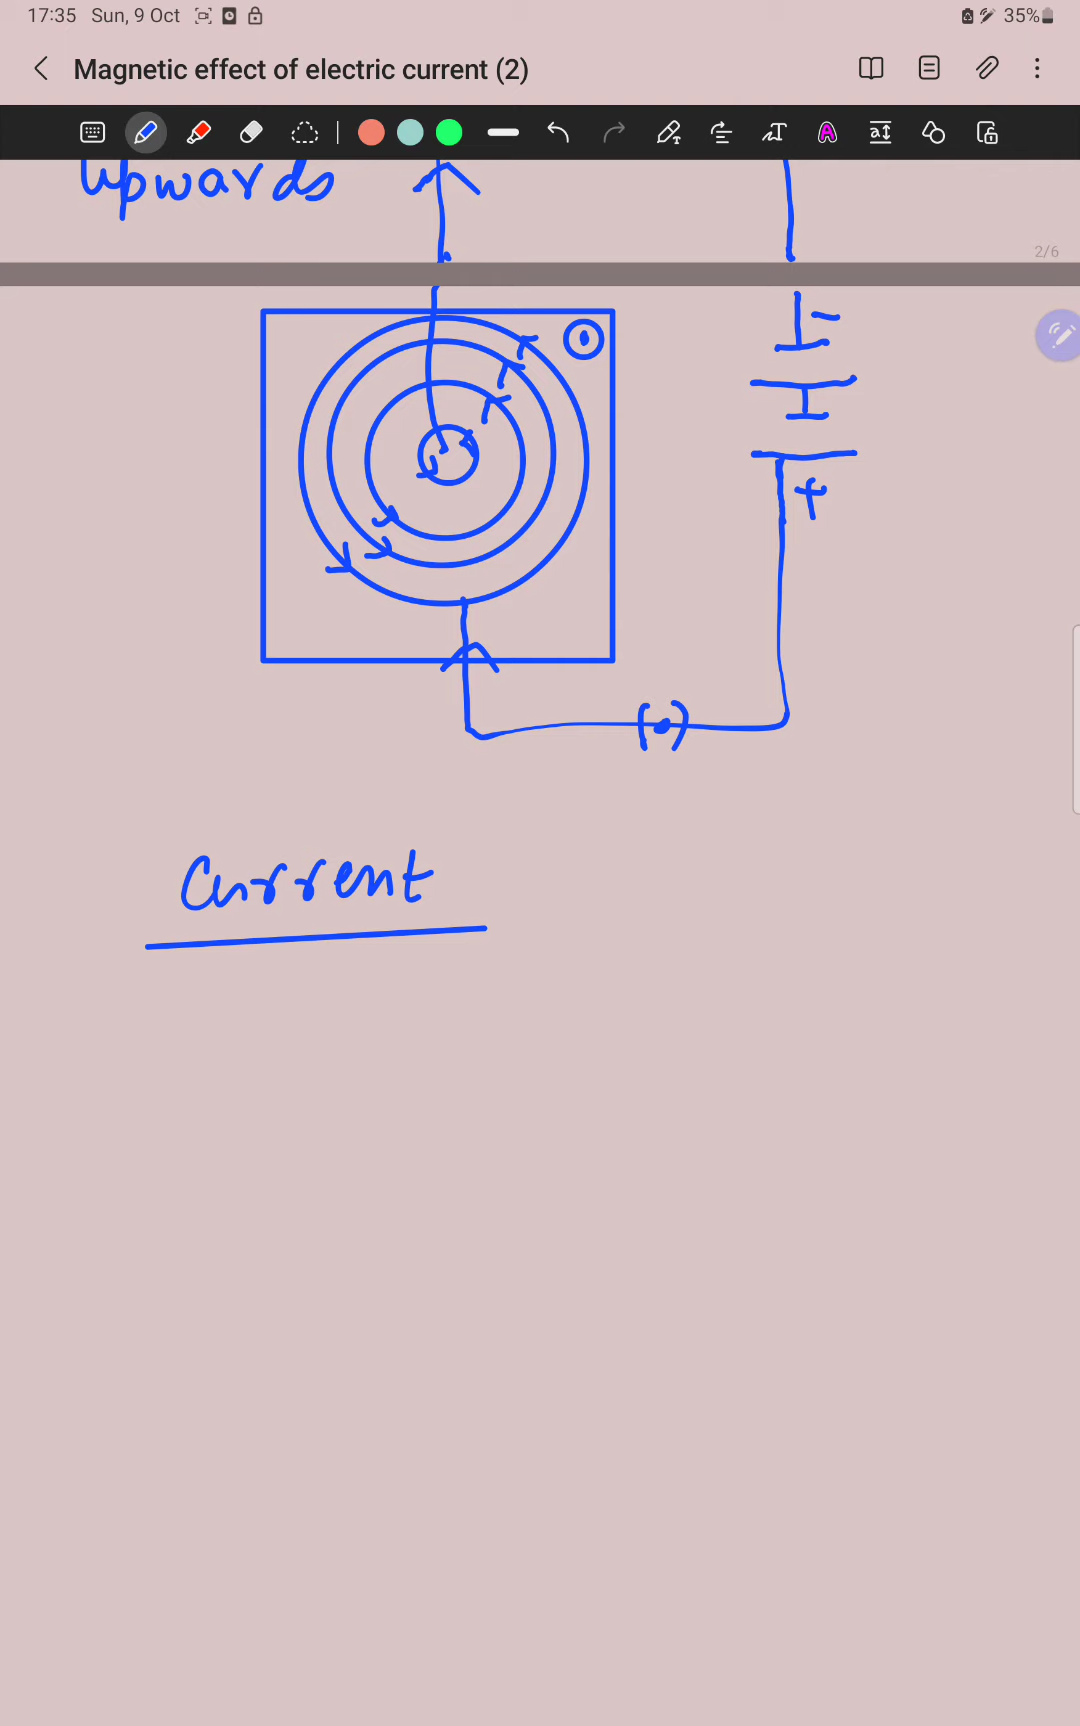 17:35 Sun, 9 Oct 35%
Magnetic effect of electric current (2)
upwards
2/6
-
+
(•)
Current